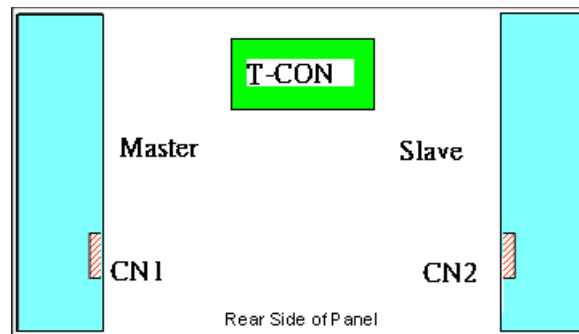 T-CON
Master
Slave
CN1
CN2
Rear Side of Panel